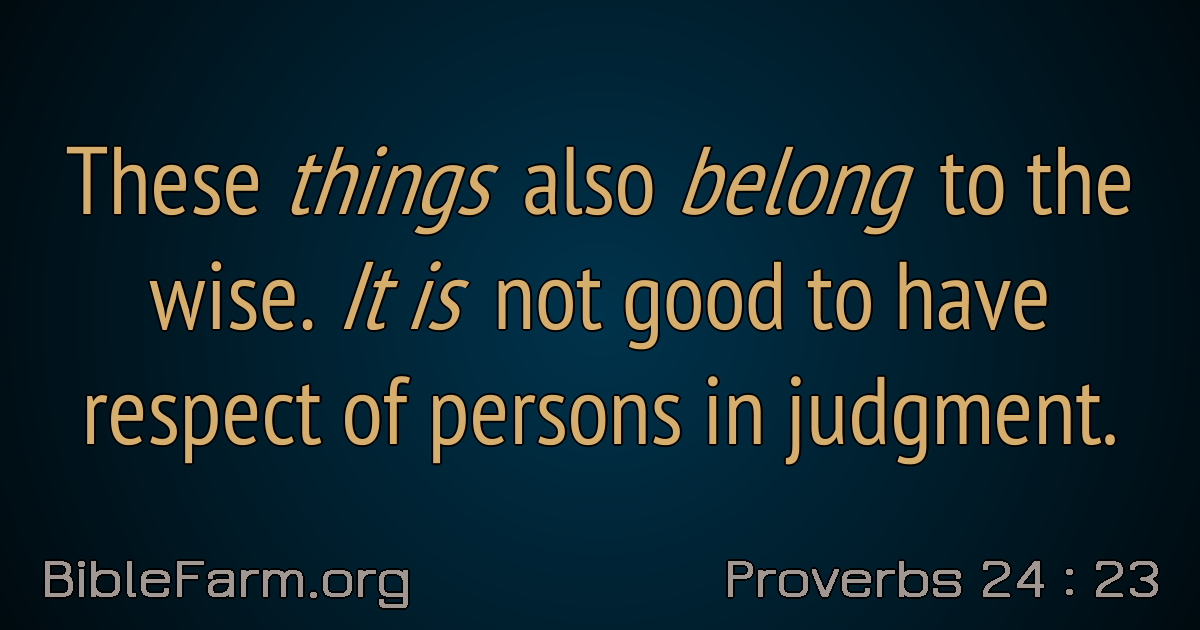 These things also belong to the
wise. It is not good to have
respect of persons in judgment.
BibleFarm.org
Proverbs 24 : 23